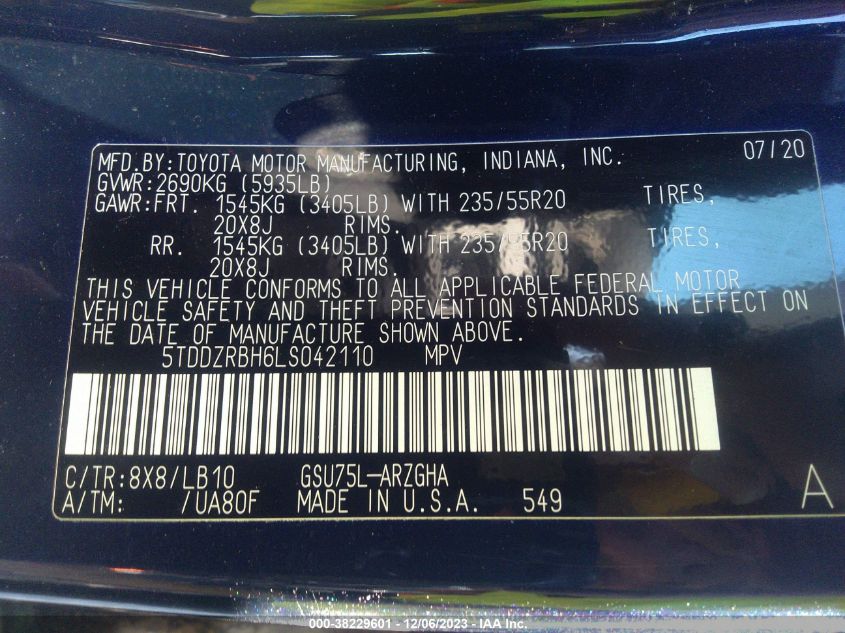 MFD.BY:TOYOTA MOTOR MANUFACTURING, INDIANA, INC. 07/20
GVWR:2690KG (5935LB)
GAWR:FRT. 1545KG (3405LB) WITH 235/55R20 TIRES,
20X8J RIMS.
RR. 1545KG (3405LB) WITH 235/55R20 TIRES,
20X8J RIMS.
THIS VEHICLE CONFORMS TO ALL APPLICABLE FEDERAL MOTOR
VEHICLE SAFETY AND THEFT PREVENTION STANDARDS IN EFFECT ON
THE DATE OF MANUFACTURE SHOWN ABOVE.
5TDDZRBH6LS042110 MPV
C/TR:8X8/LB10 GSU75L-ARZGHA
A/TM: /UA80F MADE IN U.S.A. 549 A
000-38229601 - 12/06/2023 - IAA Inc.